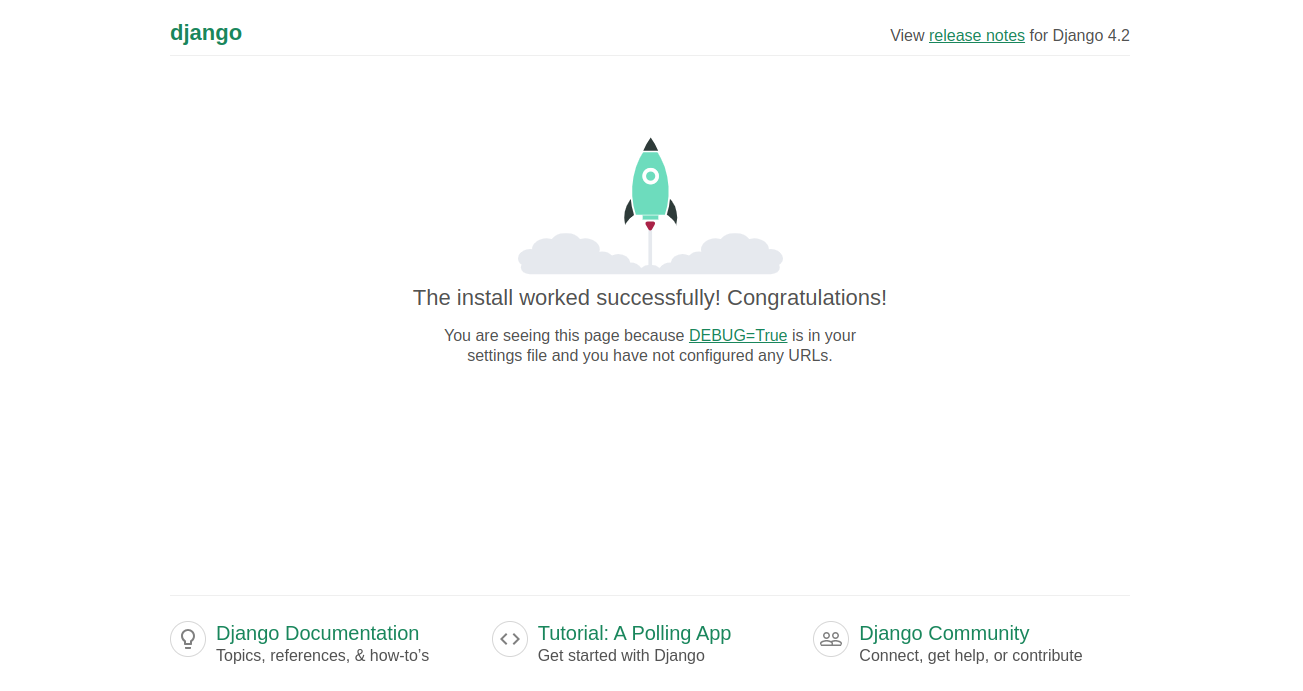 django
View release notes for Django 4.2
The install worked successfully! Congratulations!
You are seeing this page because DEBUG=True is in your
settings file and you have not configured any URLs.
Django Documentation
Topics, references, & how-to’s
Tutorial: A Polling App
Get started with Django
Django Community
Connect, get help, or contribute